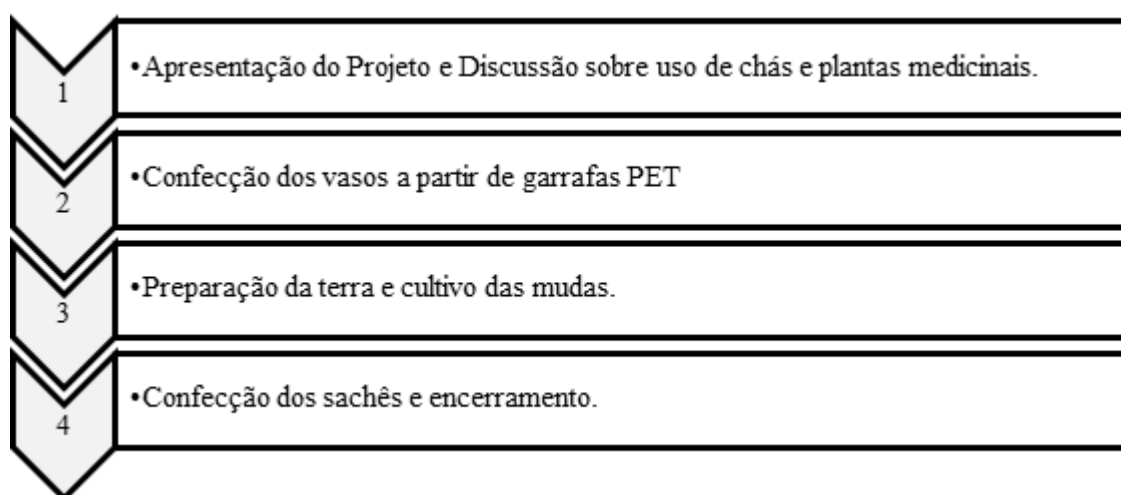 1
•Apresentação do Projeto e Discussão sobre uso de chás e plantas medicinais.
2
•Confecção dos vasos a partir de garrafas PET
3
•Preparação da terra e cultivo das mudas.
4
•Confecção dos sachês e encerramento.